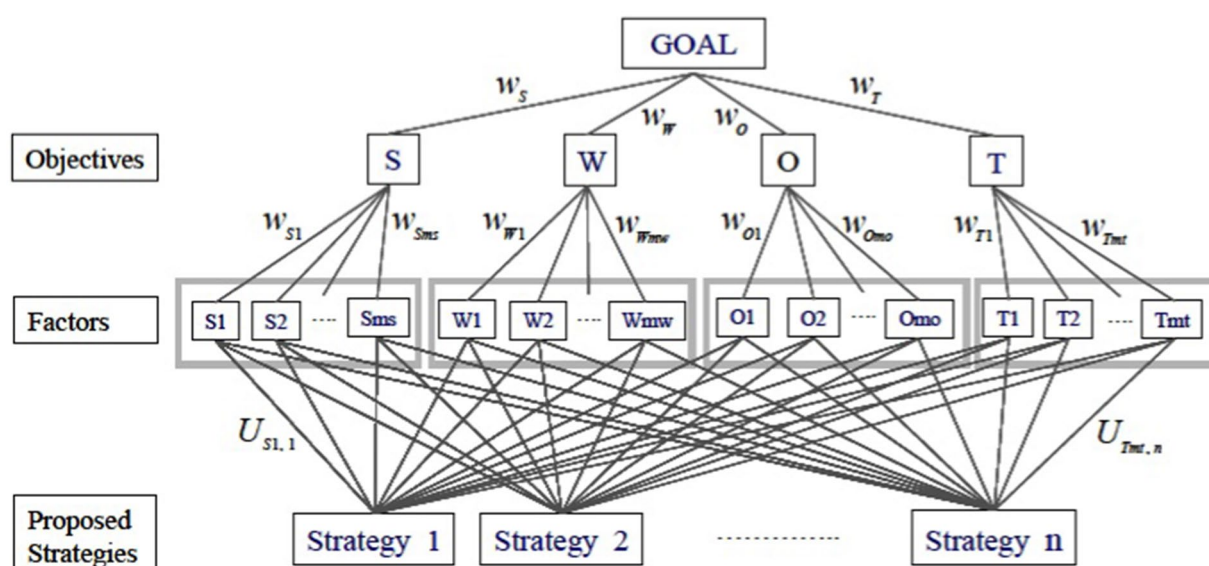 GOAL
w_S
w_W
w_O
w_T
Objectives
S
W
O
T
w_S1
w_Sms
w_W1
w_Wmw
w_O1
w_Omo
w_T1
w_Tmt
Factors
S1
S2
Sms
W1
W2
Wmw
O1
O2
Omo
T1
T2
Tmt
U_S1, 1
U_Tmt, n
Proposed
Strategies
Strategy 1
Strategy 2
Strategy n